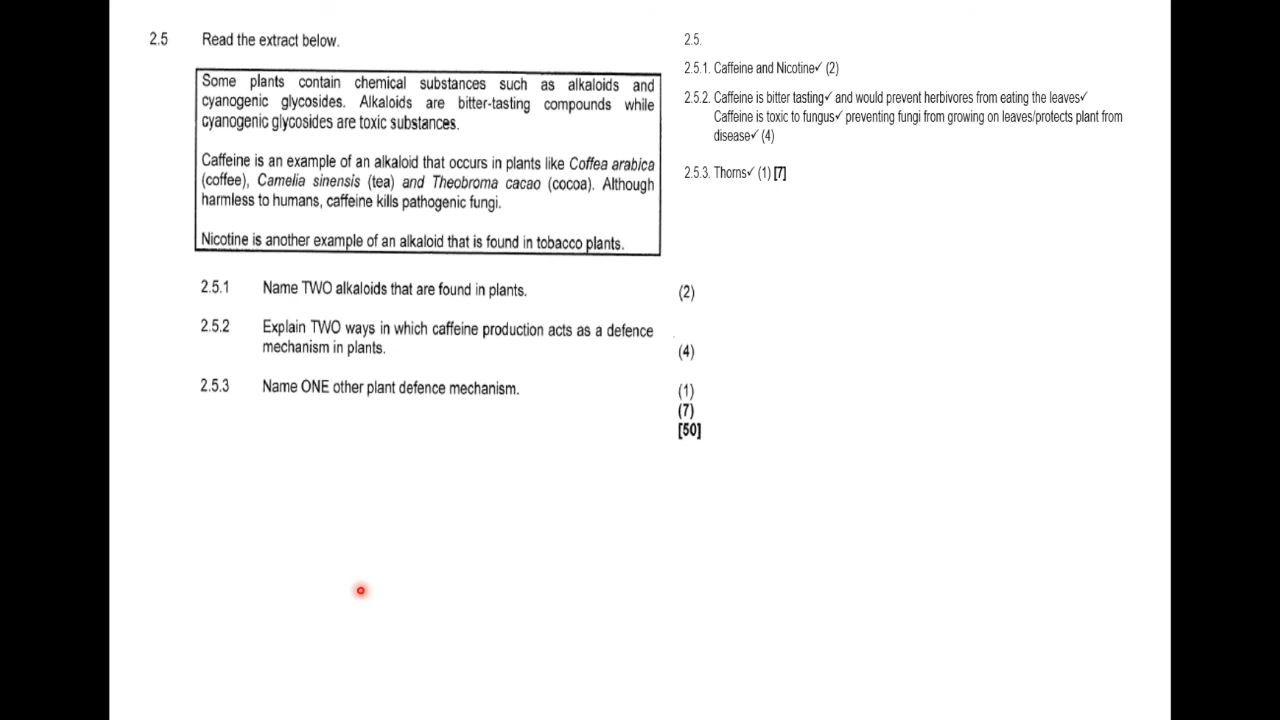 2.5 Read the extract below.
Some plants contain chemical substances such as alkaloids and
cyanogenic glycosides. Alkaloids are bitter-tasting compounds while
cyanogenic glycosides are toxic substances.
Caffeine is an example of an alkaloid that occurs in plants like Coffea arabica
(coffee), Camelia sinensis (tea) and Theobroma cacao (cocoa). Although
harmless to humans, caffeine kills pathogenic fungi.
Nicotine is another example of an alkaloid that is found in tobacco plants.
2.5.1 Name TWO alkaloids that are found in plants. (2)
2.5.2 Explain TWO ways in which caffeine production acts as a defence
mechanism in plants. (4)
2.5.3 Name ONE other plant defence mechanism. (1)
(7)
[50]
2.5.
2.5.1. Caffeine and Nicotine✓ (2)
2.5.2. Caffeine is bitter tasting✓ and would prevent herbivores from eating the leaves✓
Caffeine is toxic to fungus✓ preventing fungi from growing on leaves/protects plant from
disease✓ (4)
2.5.3. Thorns✓ (1) [7]